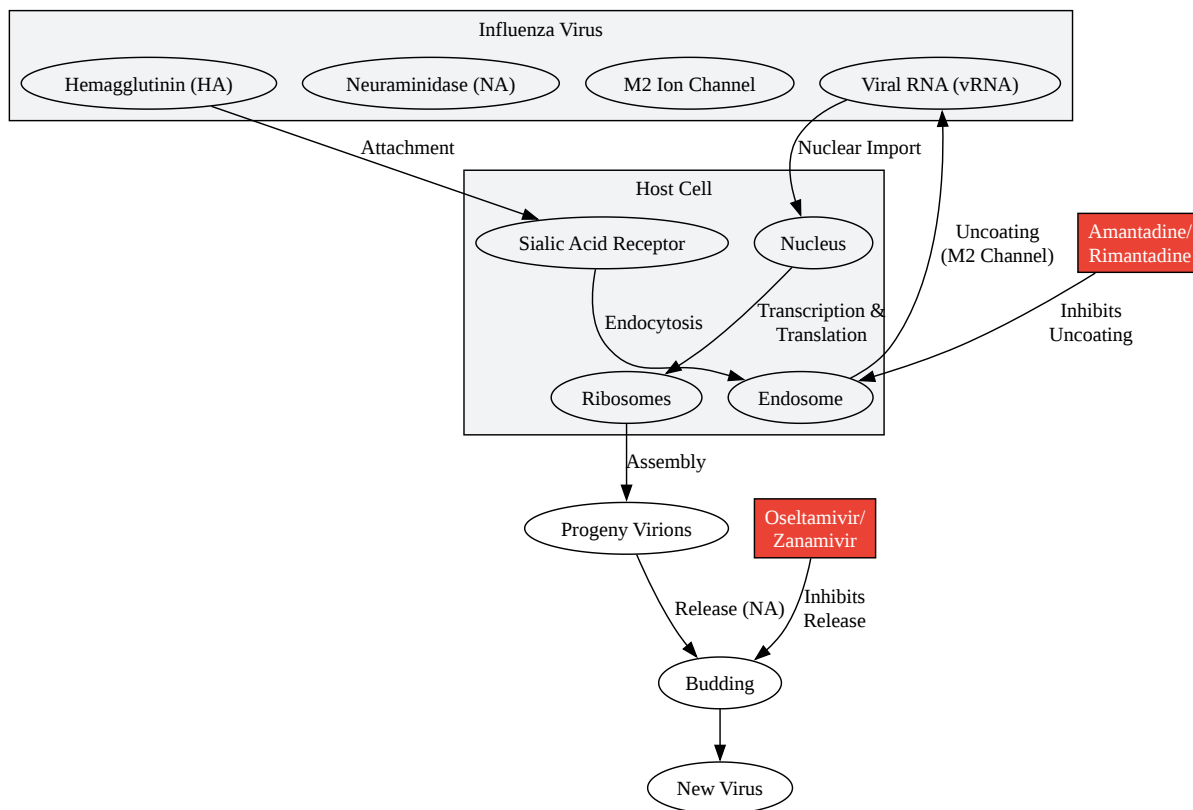 Influenza Virus
Hemagglutinin (HA)
Neuraminidase (NA)
M2 Ion Channel
Viral RNA (vRNA)
Attachment
Nuclear Import
Host Cell
Sialic Acid Receptor
Nucleus
Uncoating
(M2 Channel)
Amantadine/
Rimantadine
Endocytosis
Transcription &
Translation
Inhibits
Uncoating
Ribosomes
Endosome
Assembly
Progeny Virions
Oseltamivir/
Zanamivir
Release (NA)
Inhibits
Release
Budding
New Virus